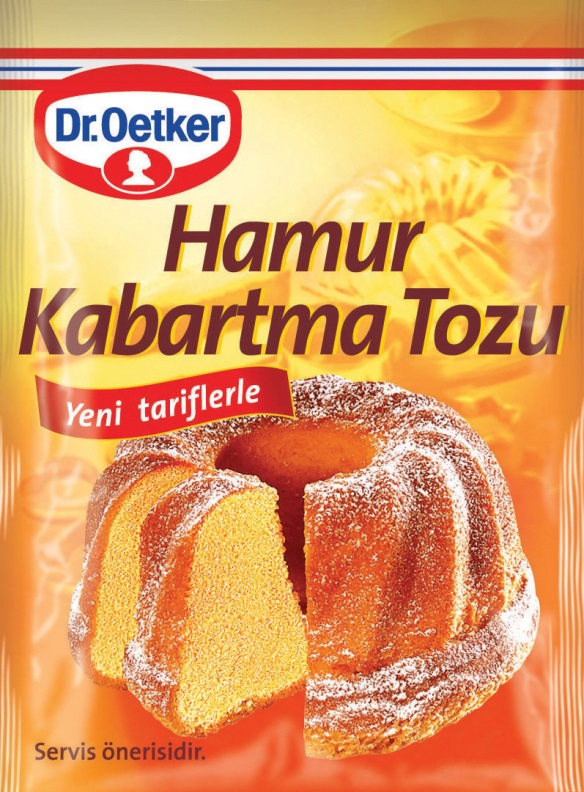 Dr.Oetker
Hamur
Kabartma Tozu
Yeni tariflerle
Servis önerisidir.